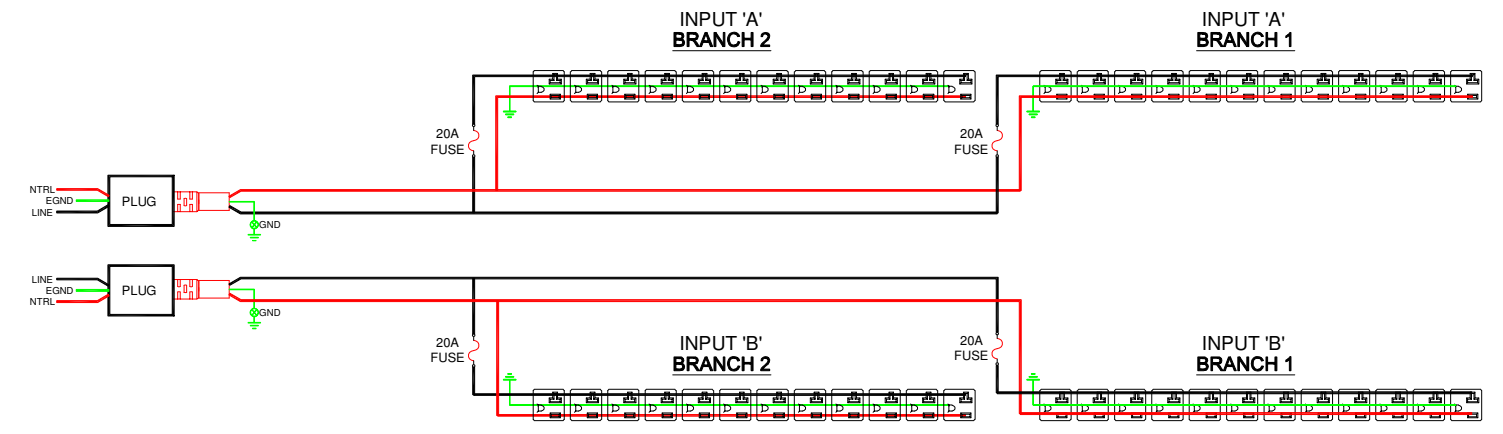 INPUT 'A'
BRANCH 2
INPUT 'A'
BRANCH 1
20A
FUSE
20A
FUSE
NTRL
EGND
LINE
PLUG
GND
LINE
EGND
NTRL
PLUG
GND
20A
FUSE
INPUT 'B'
BRANCH 2
20A
FUSE
INPUT 'B'
BRANCH 1